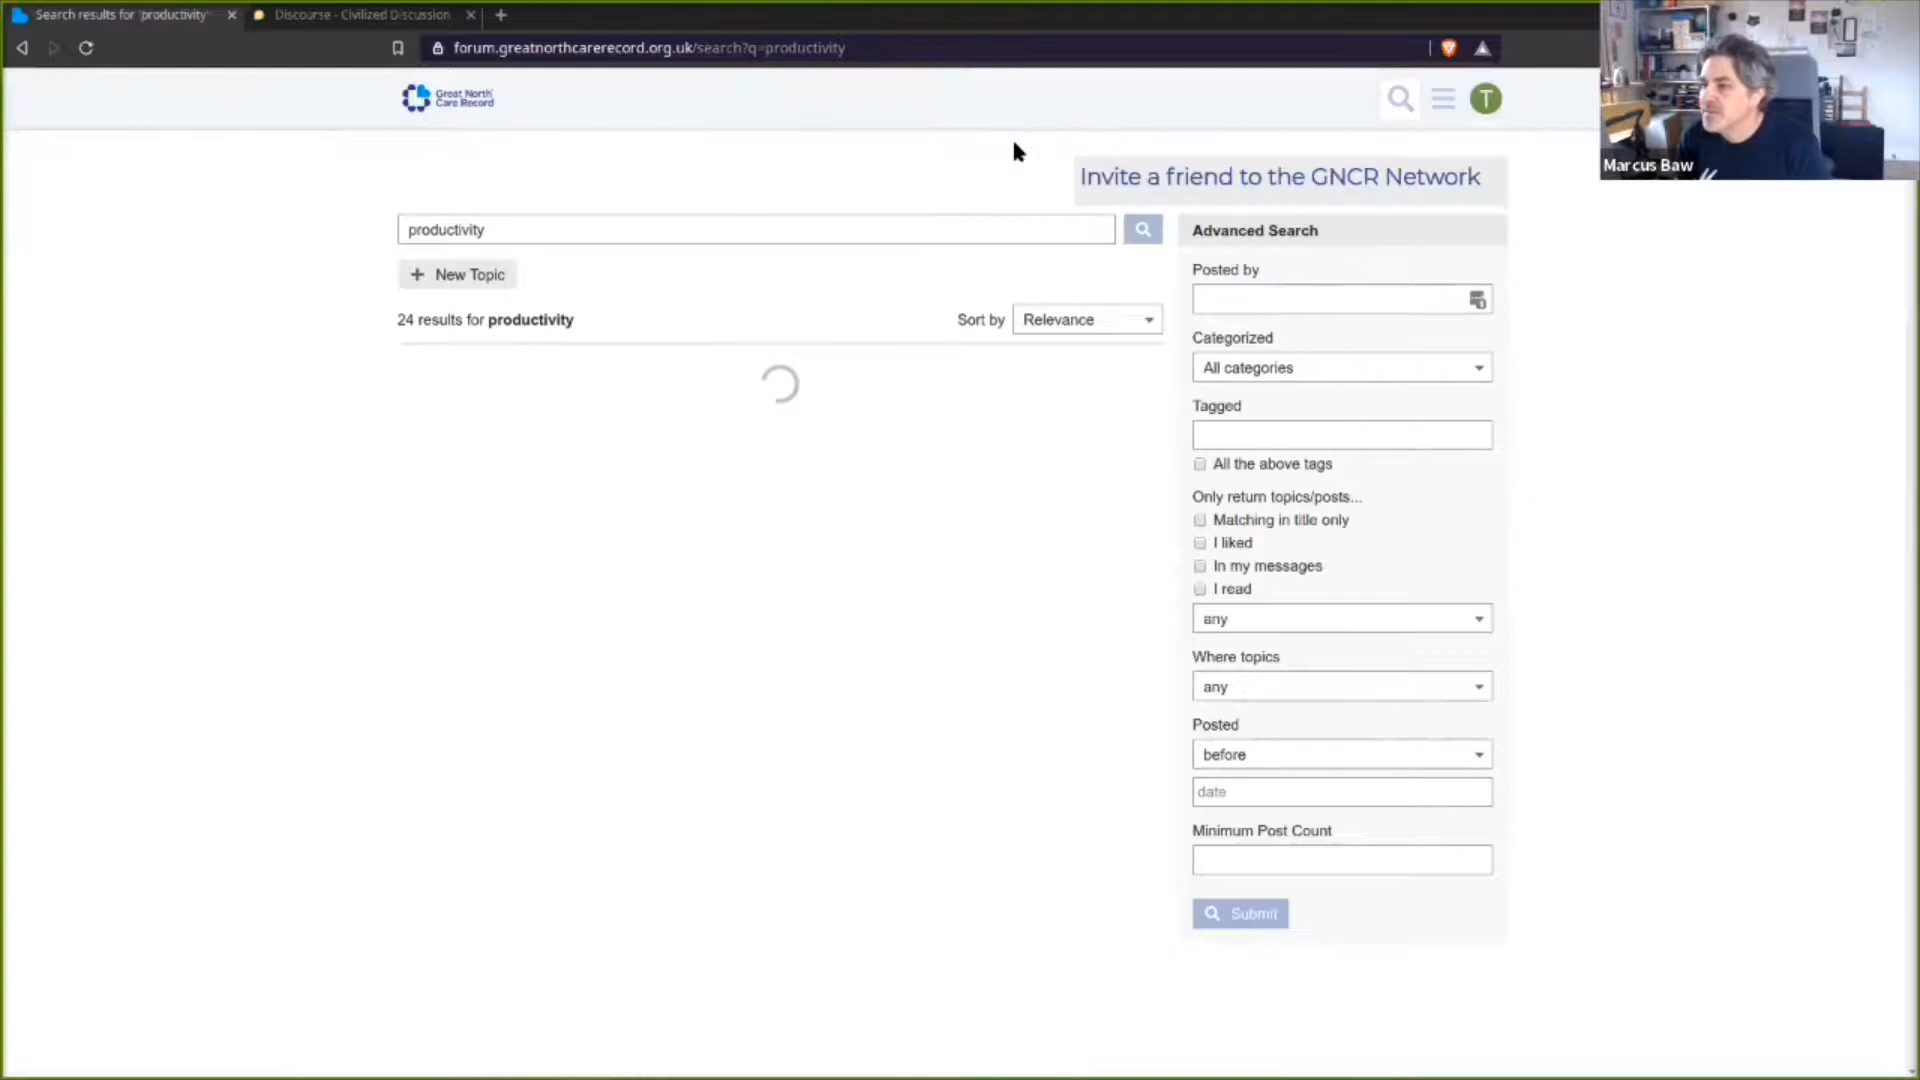 Search results for 'productivity'
Discourse - Civilized Discussion
forum.greatnorthcarerecord.org.uk/search?q=productivity
Great North
Care Record
T
Marcus Baw
Invite a friend to the GNCR Network
productivity
Advanced Search
Posted by
+ New Topic
24 results for productivity
Sort by
Relevance
Categorized
All categories
Tagged
All the above tags
Only return topics/posts...
Matching in title only
I liked
In my messages
I read
any
Where topics
any
Posted
before
date
Minimum Post Count
Submit